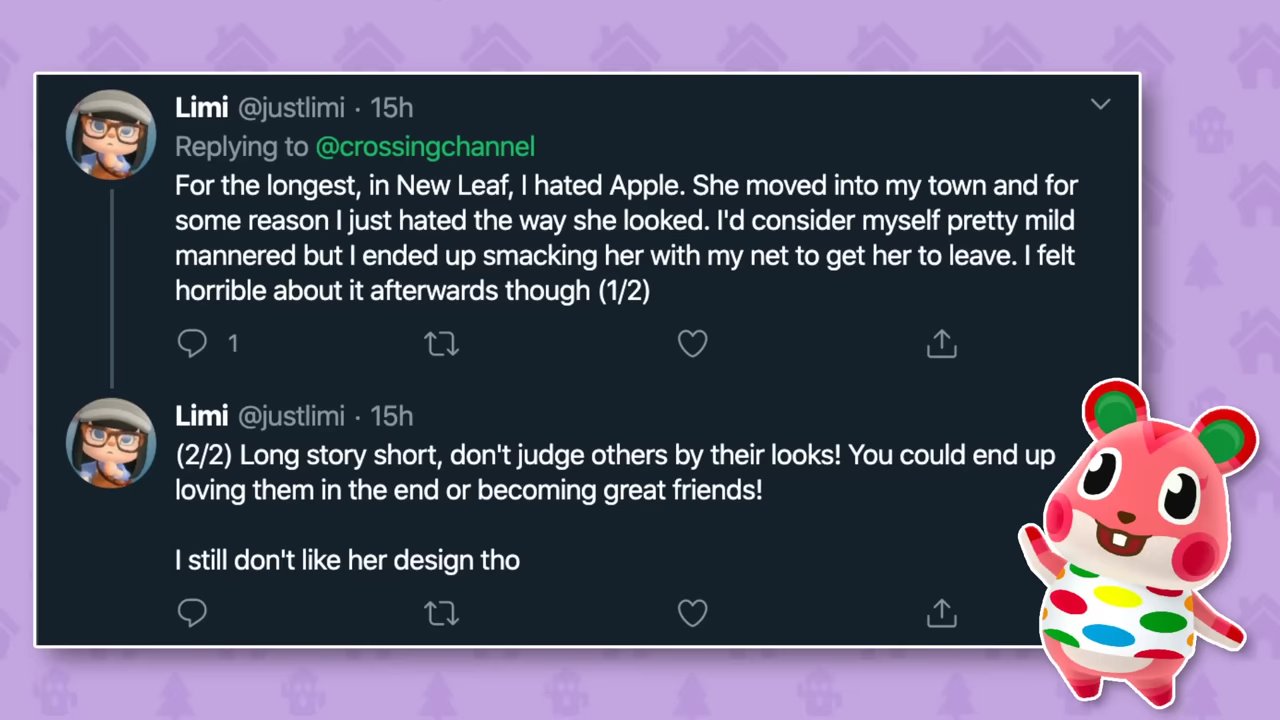 Limi @justlimi · 15h
Replying to @crossingchannel
For the longest, in New Leaf, I hated Apple. She moved into my town and for
some reason I just hated the way she looked. I'd consider myself pretty mild
mannered but I ended up smacking her with my net to get her to leave. I felt
horrible about it afterwards though (1/2)
1
Limi @justlimi · 15h
(2/2) Long story short, don't judge others by their looks! You could end up
loving them in the end or becoming great friends!
I still don't like her design tho